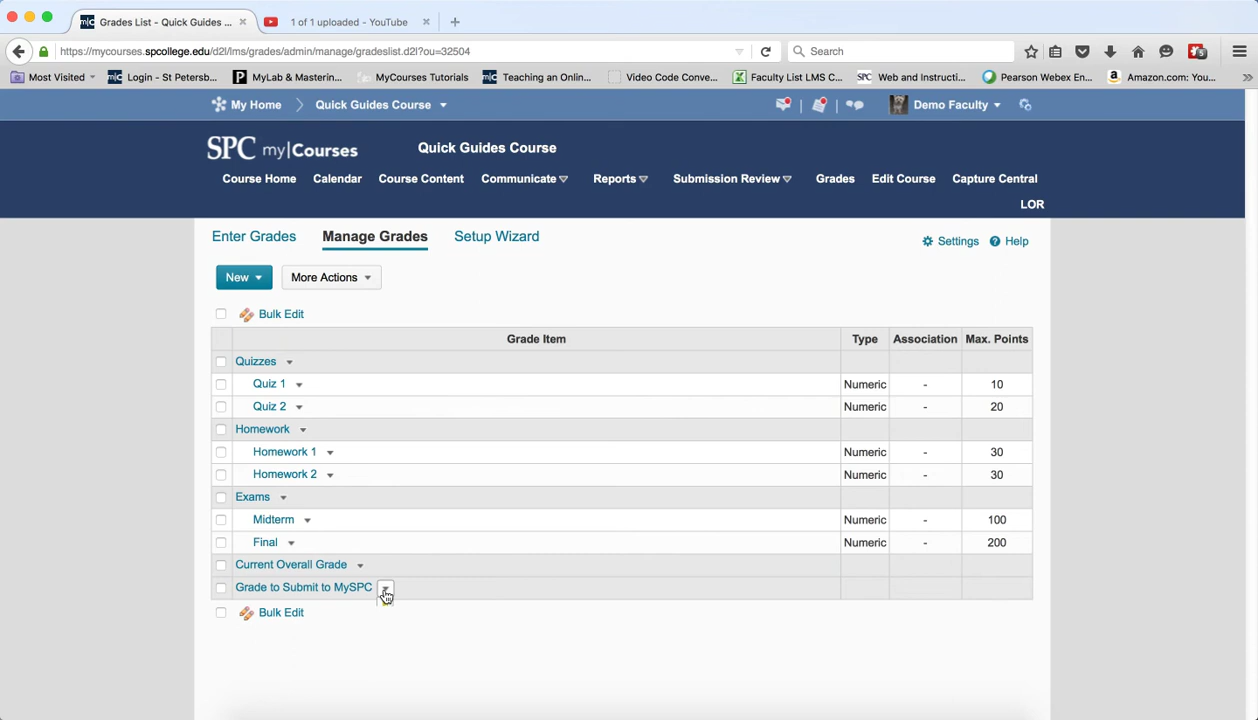 Grades List - Quick Guides ...
1 of 1 uploaded - YouTube
https://mycourses.spcollege.edu/d2l/lms/grades/admin/manage/gradeslist.d2l?ou=32504
Search
5
Most Visited
Login - St Petersb...
MyLab & Masterin...
MyCourses Tutorials
Teaching an Onlin...
Video Code Conve...
Faculty List LMS C...
SPC Web and Instructi...
Pearson Webex En...
Amazon.com: You...
My Home
Quick Guides Course
Demo Faculty
SPC my|Courses
Quick Guides Course
Course Home
Calendar
Course Content
Communicate
Reports
Submission Review
Grades
Edit Course
Capture Central
LOR
Enter Grades
Manage Grades
Setup Wizard
Settings
Help
New
More Actions
Bulk Edit
Grade Item Type Association Max. Points
Quizzes
Quiz 1 Numeric - 10
Quiz 2 Numeric - 20
Homework
Homework 1 Numeric - 30
Homework 2 Numeric - 30
Exams
Midterm Numeric - 100
Final Numeric - 200
Current Overall Grade
Grade to Submit to MySPC
Bulk Edit